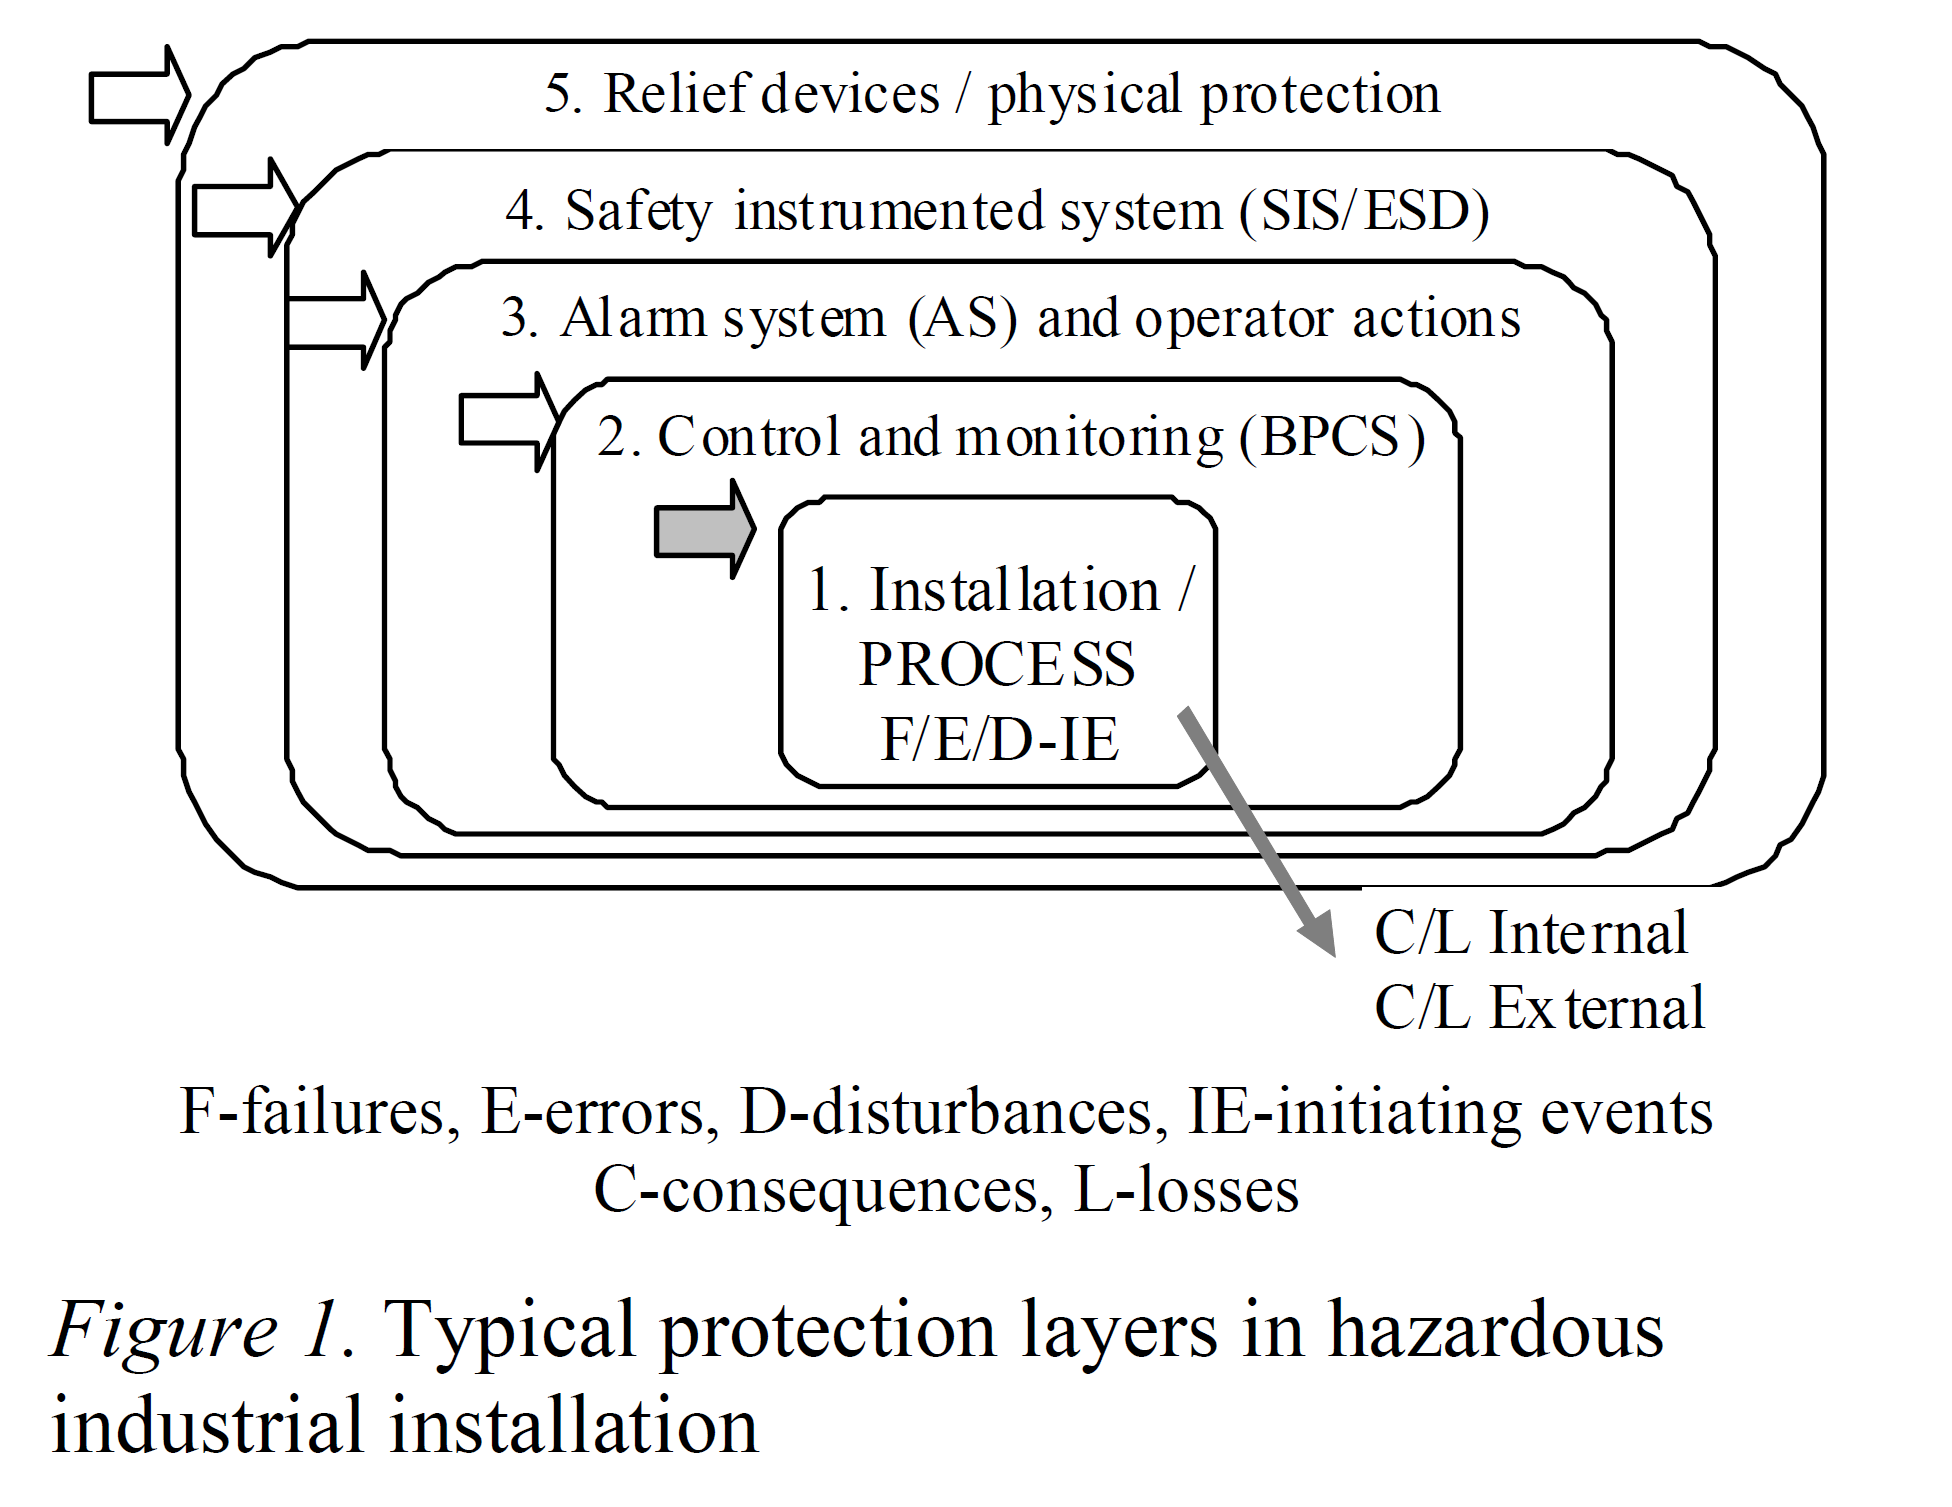 5. Relief devices / physical protection
4. Safety instrumented system (SIS/ESD)
3. Alarm system (AS) and operator actions
2. Control and monitoring (BPCS)
1. Installation /
PROCESS
F/E/D-IE
C/L Internal
C/L External
F-failures, E-errors, D-disturbances, IE-initiating events
C-consequences, L-losses
Figure 1. Typical protection layers in hazardous
industrial installation